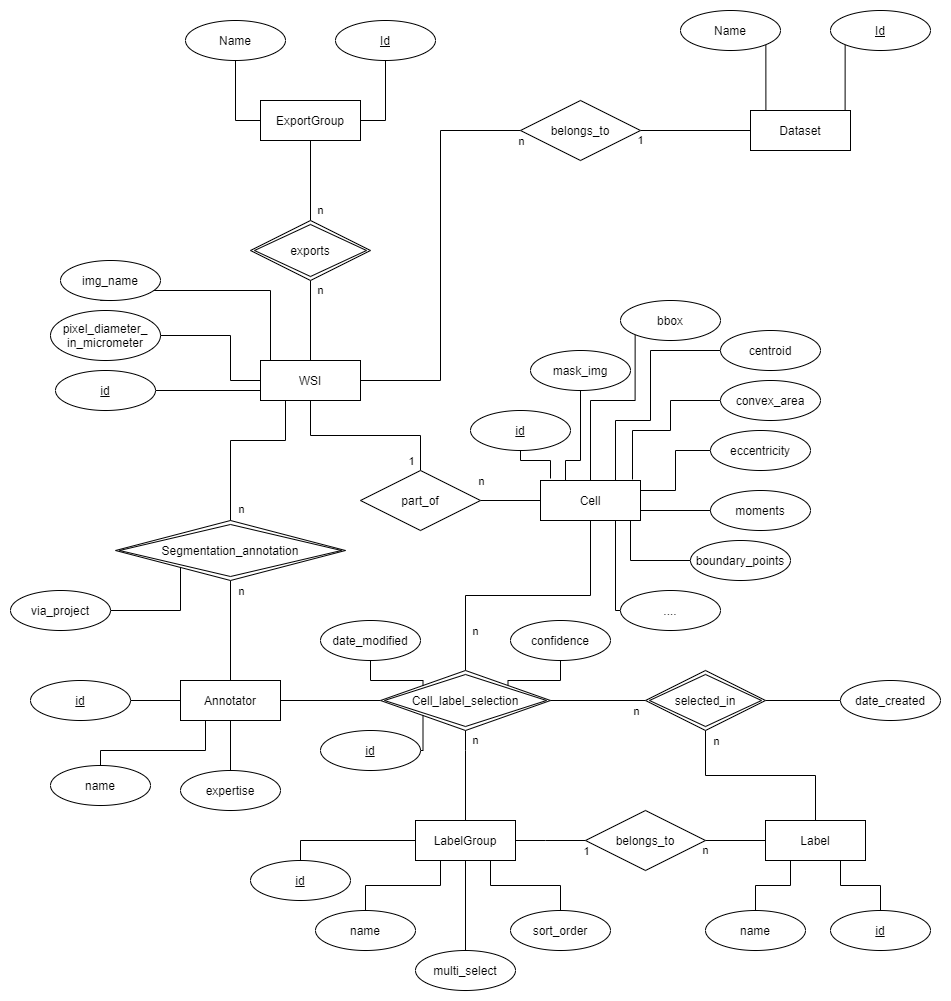 Name
Id
Name
Id
ExportGroup
belongs_to
n
1
Dataset
n
exports
n
img_name
pixel_diameter_
in_micrometer
id
WSI
bbox
centroid
mask_img
convex_area
id
eccentricity
1
part_of
n
Cell
moments
boundary_points
....
n
Segmentation_annotation
n
via_project
n
date_modified
confidence
id
Annotator
Cell_label_selection
n
selected_in
date_created
id
n
n
name
expertise
LabelGroup
1
belongs_to
n
Label
id
name
sort_order
multi_select
name
id